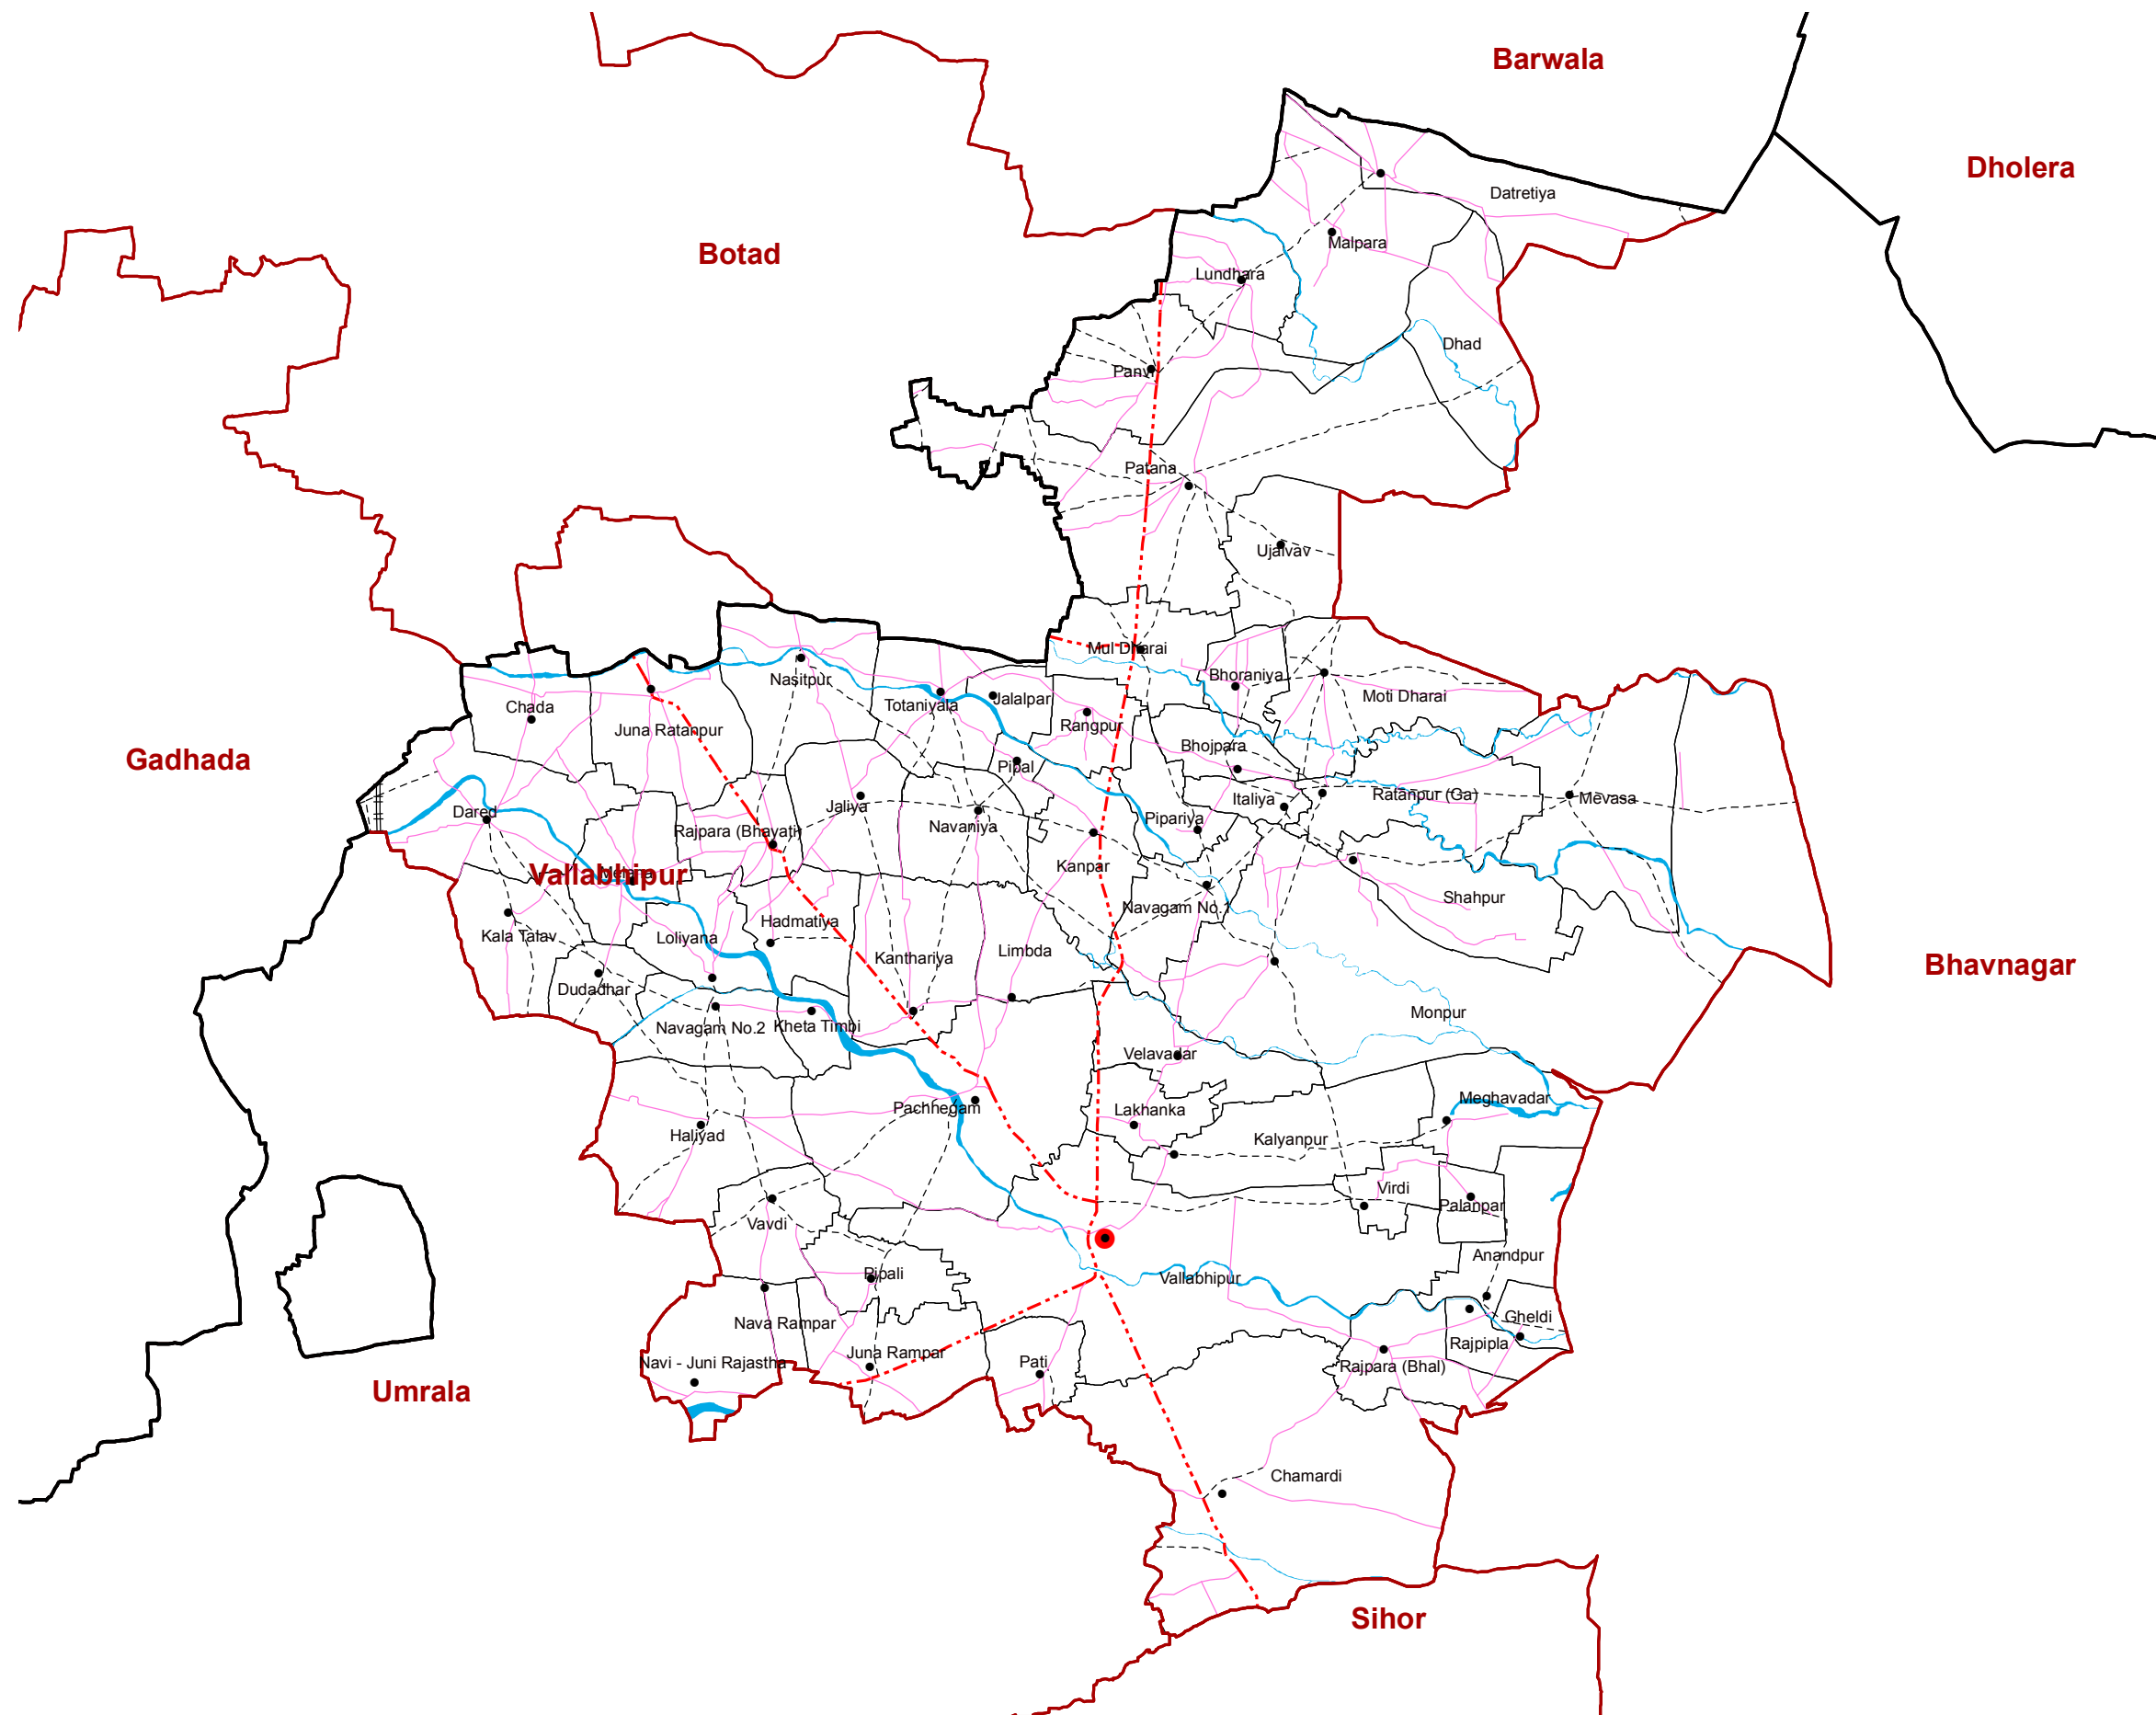 Barwala
Dholera
Datretiya
Malpara
Botad
Lundhara
Dhad
Panvi
Patana
Ujalvav
Mul Dharai
Bhoraniya
Nasitpur
Moti Dharai
Jalalpar
Totaniyala
Chada
Rangpur
Juna Ratanpur
Bhojpara
Gadhada
Pipal
Ratanpur (Ga)
Italiya
Mevasa
Jaliya
Dared
Pipariya
Navaniya
Rajpara (Bhayati)
Kanpar
Vallabhipur
Shahpur
Navagam No.1
Hadmatiya
Kala Talav
Loliyana
Limbda
Kanthariya
Bhavnagar
Dudadhar
Monpur
Navagam No.2
Kheta Timbi
Velavadar
Meghavadar
Pachhegam
Lakhanka
Haliyad
Kalyanpur
Virdi
Palanpar
Vavdi
Anandpur
Pipali
Vallabhipur
Gheldi
Nava Rampar
Rajpipla
Juna Rampar
Navi - Juni Rajastha
Pati
Rajpara (Bhal)
Umrala
Chamardi
Sihor